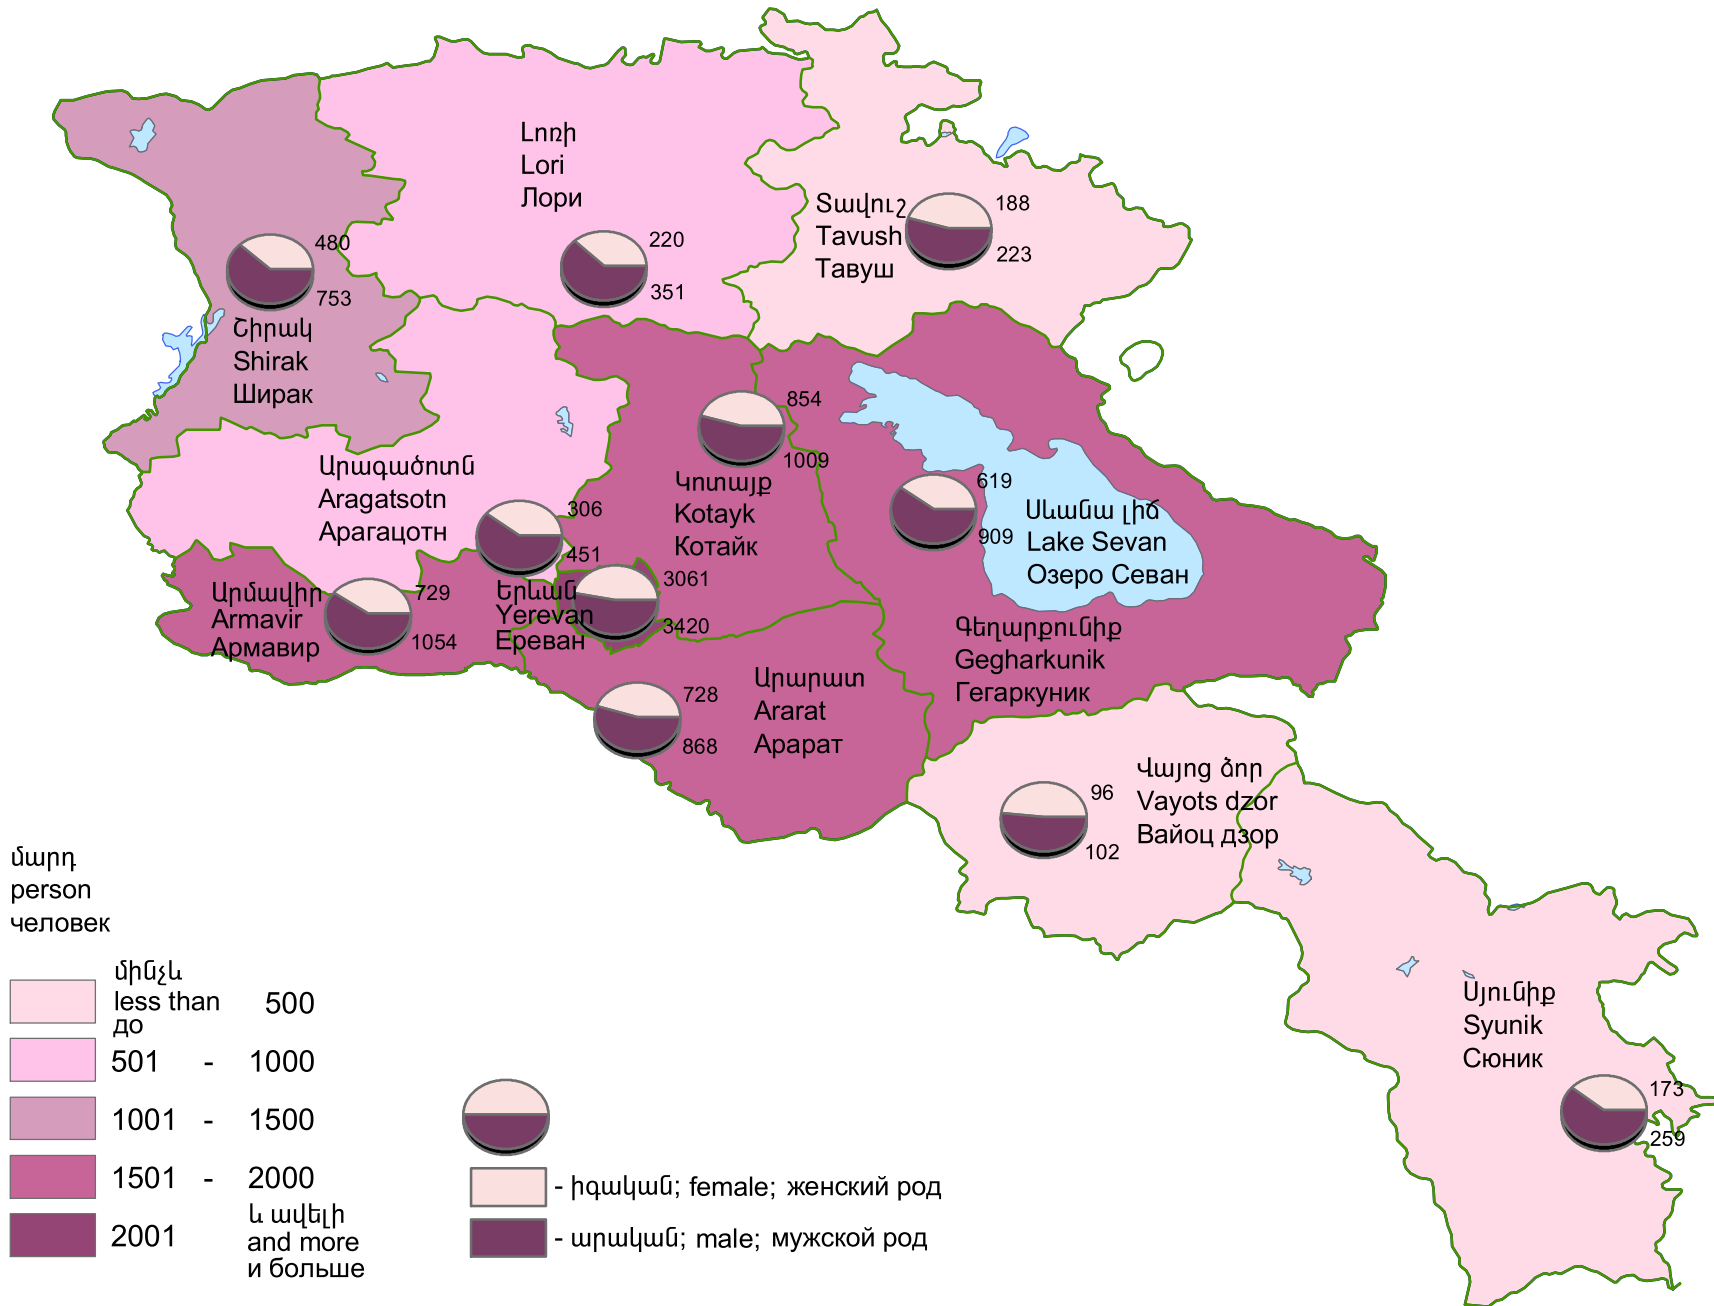 Լոռի
Lori
Лори
220
351
Տավուշ
Tavush
Тавуш
188
223
480
753
Շիրակ
Shirak
Ширак
854
1009
Կոտայք
Kotayk
Котайк
Արագածոտն
Aragatsotn
Арагацотн
306
451
619
909
Սևանա լիճ
Lake Sevan
Озеро Севан
Արմավիր
Armavir
Армавир
729
1054
Երևան
Yerevan
Ереван
3061
3420
Գեղարքունիք
Gegharkunik
Гегаркуник
Արարատ
Ararat
Арарат
728
868
Վայոց ձոր
Vayots dzor
Вайоц дзор
96
102
Սյունիք
Syunik
Сюник
173
259
մարդ
person
человек
մինչև
less than 500
до
501 - 1000
1001 - 1500
1501 - 2000
և ավելի
2001 and more
и больше
- իգական; female; женский род
- արական; male; мужской род